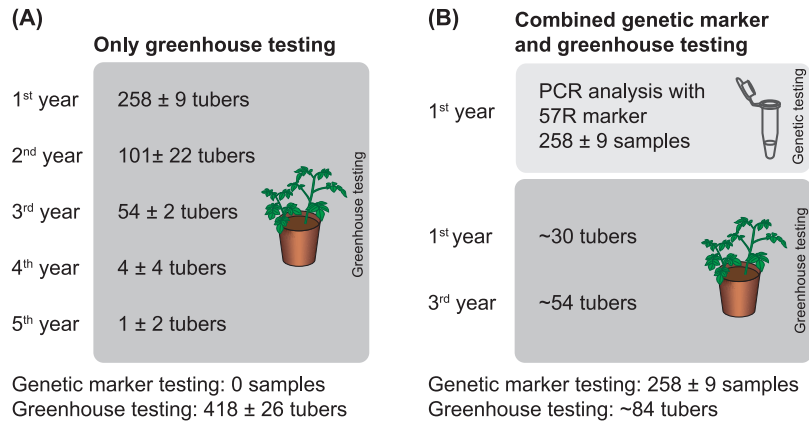 (A)
Only greenhouse testing
1st year
258 ± 9 tubers
2nd year
101± 22 tubers
3rd year
54 ± 2 tubers
4th year
4 ± 4 tubers
5th year
1 ± 2 tubers
Greenhouse testing
Genetic marker testing: 0 samples
Greenhouse testing: 418 ± 26 tubers
(B)
Combined genetic marker
and greenhouse testing
1st year
PCR analysis with
57R marker
258 ± 9 samples
Genetic testing
1st year
~30 tubers
3rd year
~54 tubers
Greenhouse testing
Genetic marker testing: 258 ± 9 samples
Greenhouse testing: ~84 tubers